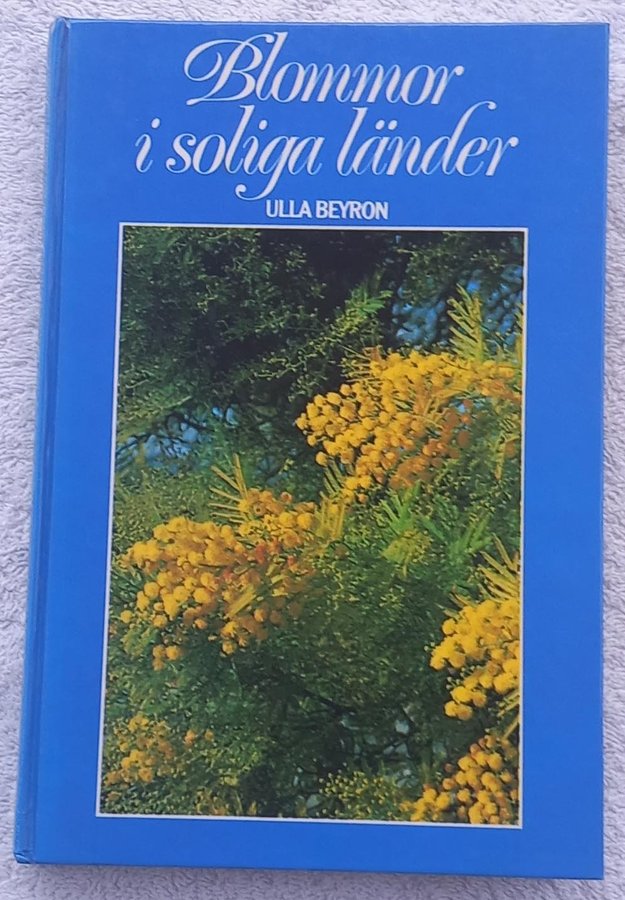 Blommor
i soliga länder
ULLA BEYRON